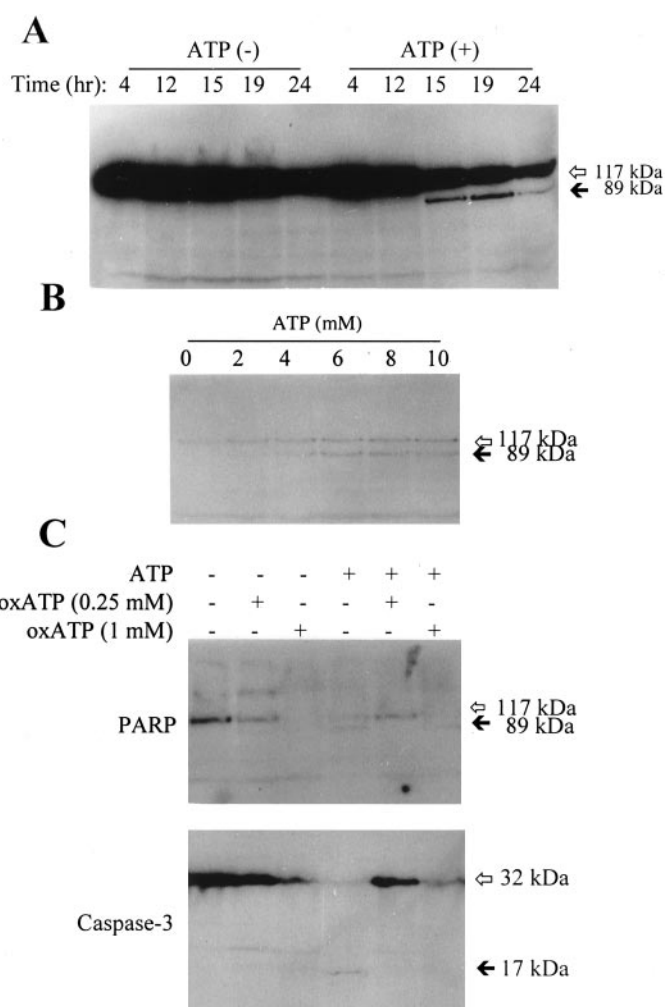 A
ATP (-) ATP (+)
Time (hr): 4 12 15 19 24 4 12 15 19 24
⇦ 117 kDa
← 89 kDa
B
ATP (mM)
0 2 4 6 8 10
⇦ 117 kDa
← 89 kDa
C
ATP - - - + + +
oxATP (0.25 mM) - + - - + -
oxATP (1 mM) - - + - - +
⇦ 117 kDa
PARP ← 89 kDa
⇦ 32 kDa
Caspase-3
← 17 kDa